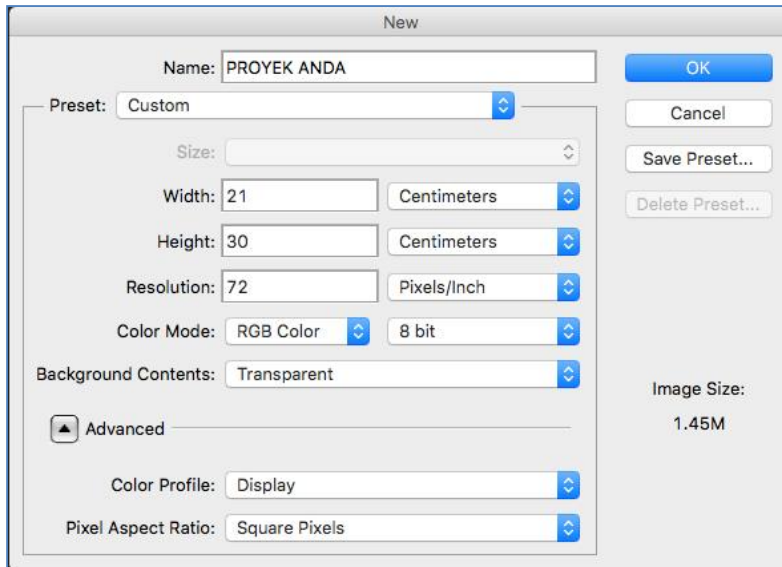 New
Name: PROYEK ANDA
OK
Preset: Custom
Cancel
Size:
Save Preset...
Width: 21 Centimeters
Delete Preset...
Height: 30 Centimeters
Resolution: 72 Pixels/Inch
Color Mode: RGB Color 8 bit
Background Contents: Transparent
Image Size:
1.45M
Advanced
Color Profile: Display
Pixel Aspect Ratio: Square Pixels